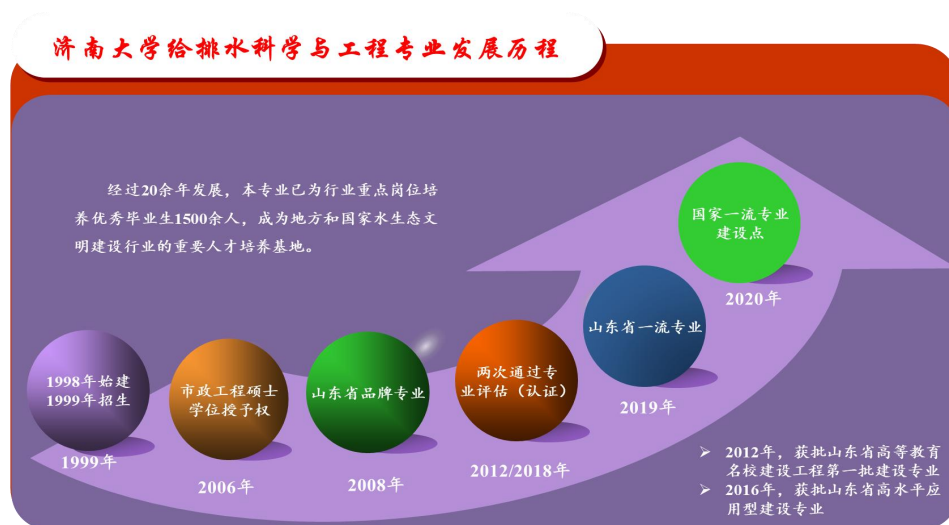 济南大学给排水科学与工程专业发展历程
经过20余年发展，本专业已为行业重点岗位培
养优秀毕业生1500余人，成为地方和国家水生态文
明建设行业的重要人才培养基地。
1998年始建
1999年招生
1999年
市政工程硕士
学位授予权
2006年
山东省品牌专业
2008年
两次通过专
业评估（认证）
2012/2018年
山东省一流专业
2019年
国家一流专业
建设点
2020年
➢ 2012年，获批山东省高等教育
名校建设工程第一批建设专业
➢ 2016年，获批山东省高水平应
用型建设专业